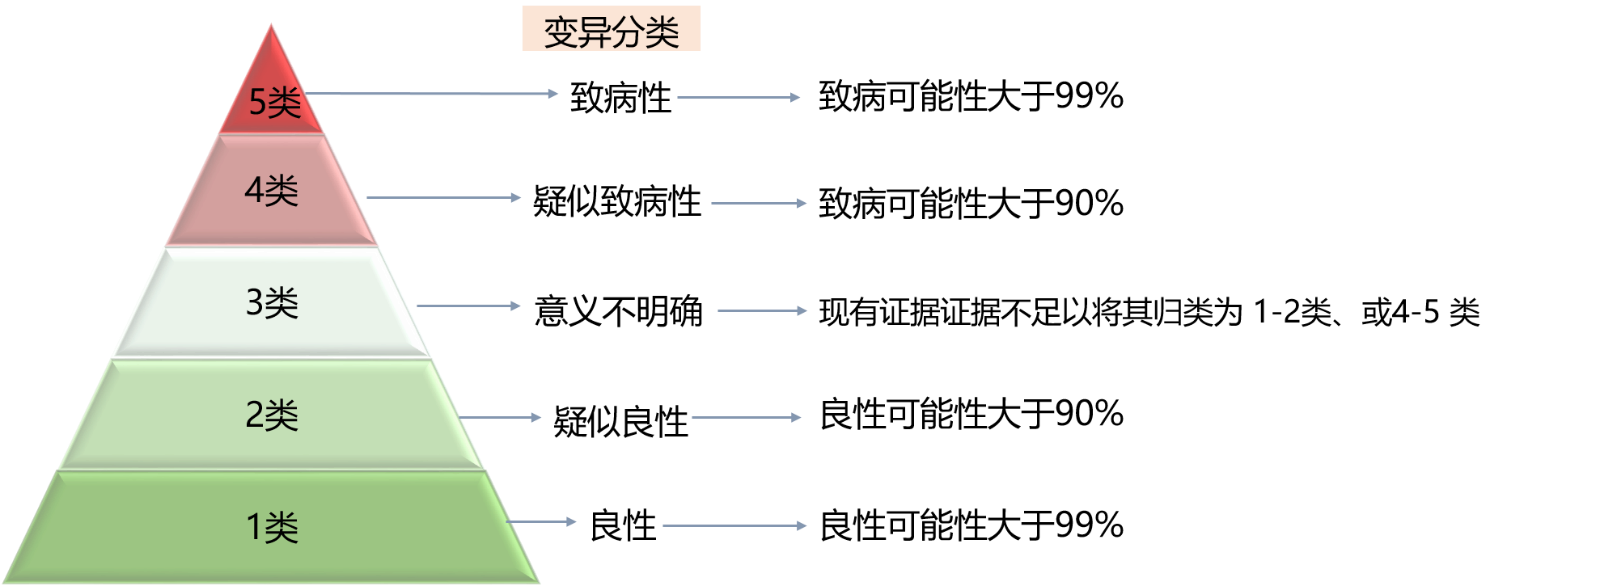 变异分类
5类 致病性 致病可能性大于99%
4类 疑似致病性 致病可能性大于90%
3类 意义不明确 现有证据证据不足以将其归类为 1-2类、或4-5 类
2类 疑似良性 良性可能性大于90%
1类 良性 良性可能性大于99%